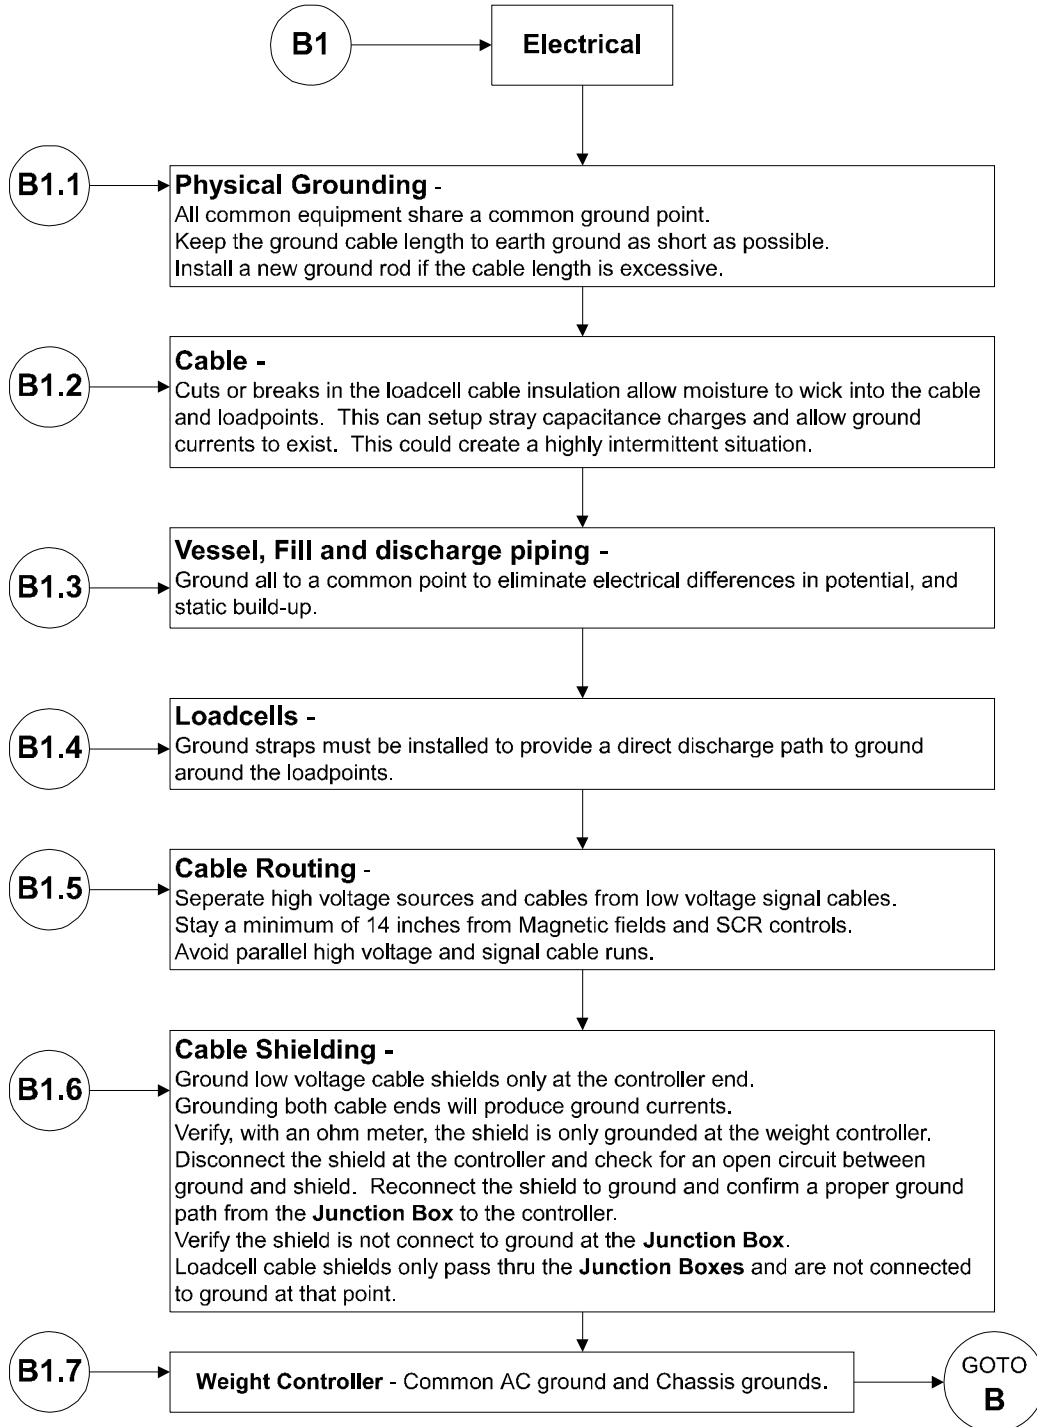 B1
Electrical
B1.1
Physical Grounding -
All common equipment share a common ground point.
Keep the ground cable length to earth ground as short as possible.
Install a new ground rod if the cable length is excessive.
B1.2
Cable -
Cuts or breaks in the loadcell cable insulation allow moisture to wick into the cable
and loadpoints.  This can setup stray capacitance charges and allow ground
currents to exist.  This could create a highly intermittent situation.
B1.3
Vessel, Fill and discharge piping -
Ground all to a common point to eliminate electrical differences in potential, and
static build-up.
B1.4
Loadcells -
Ground straps must be installed to provide a direct discharge path to ground
around the loadpoints.
B1.5
Cable Routing -
Seperate high voltage sources and cables from low voltage signal cables.
Stay a minimum of 14 inches from Magnetic fields and SCR controls.
Avoid parallel high voltage and signal cable runs.
B1.6
Cable Shielding -
Ground low voltage cable shields only at the controller end.
Grounding both cable ends will produce ground currents.
Verify, with an ohm meter, the shield is only grounded at the weight controller.
Disconnect the shield at the controller and check for an open circuit between
ground and shield.  Reconnect the shield to ground and confirm a proper ground
path from the Junction Box to the controller.
Verify the shield is not connect to ground at the Junction Box.
Loadcell cable shields only pass thru the Junction Boxes and are not connected
to ground at that point.
B1.7
Weight Controller - Common AC ground and Chassis grounds.
GOTO
B